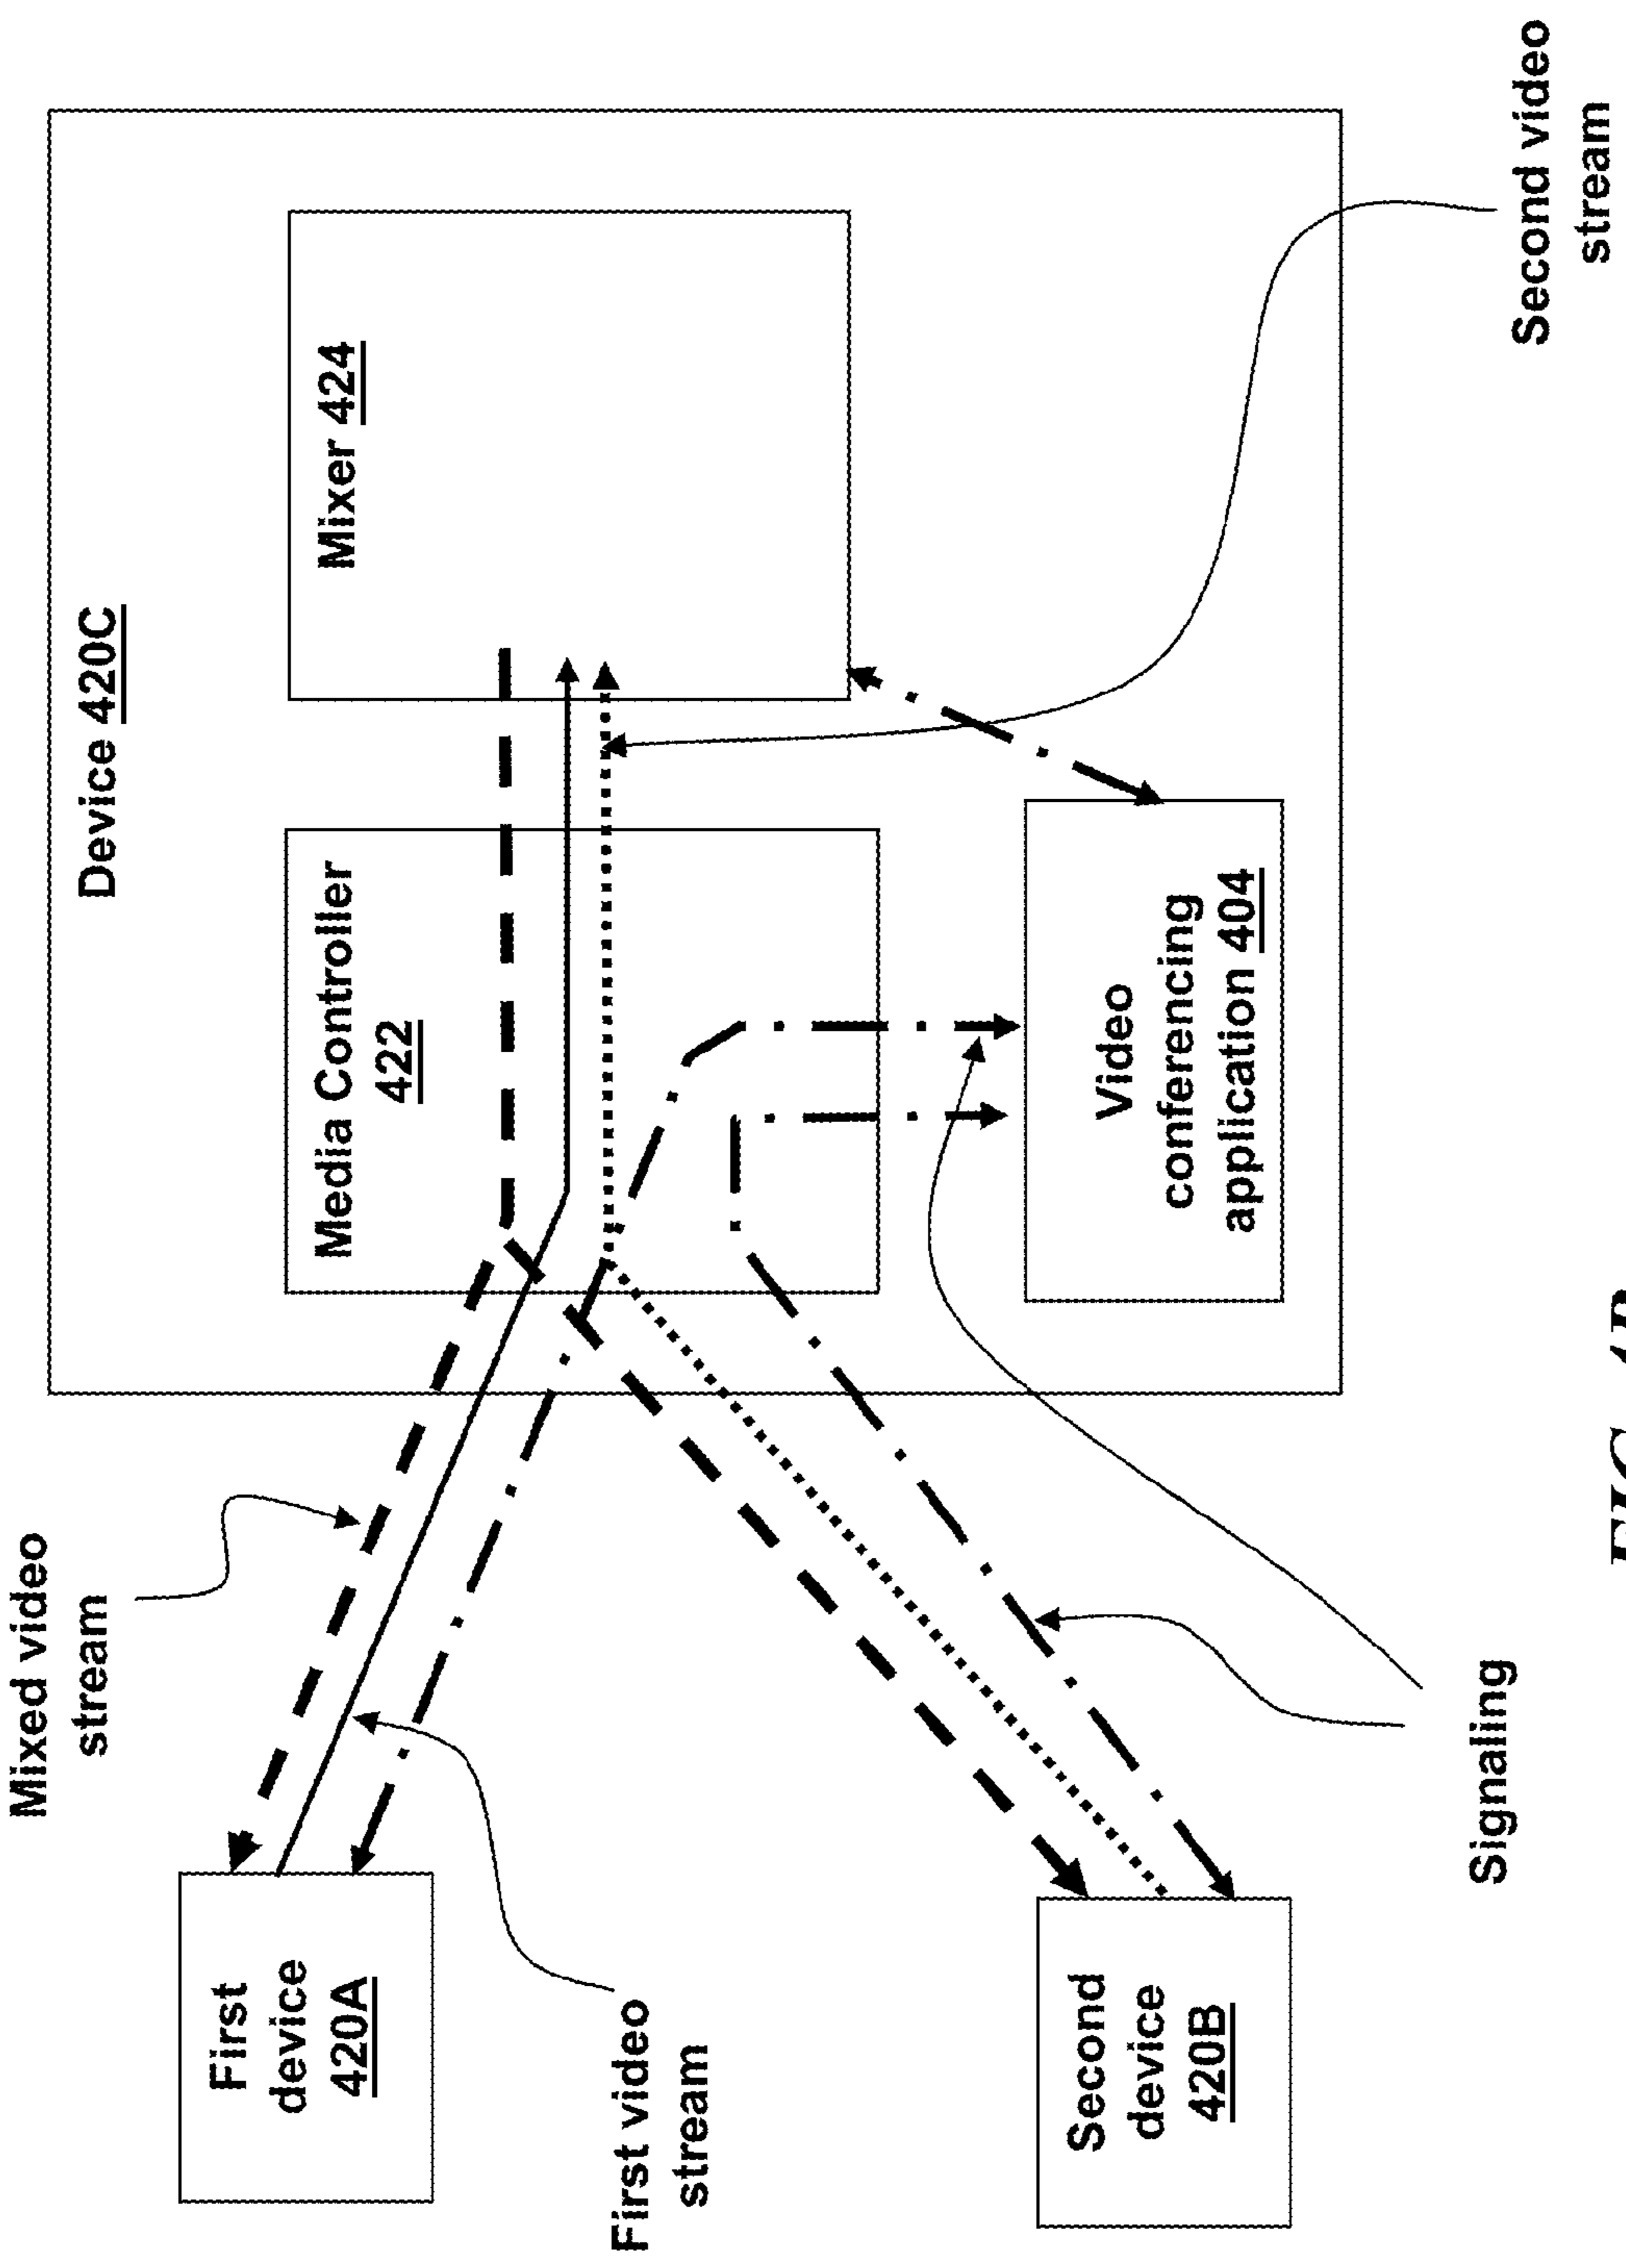 Device 420C
Mixed video
stream
First
device
420A
Media Controller
422
Mixer 424
First video
stream
Second
device
420B
Video
conferencing
application 404
Signaling
Second video
stream